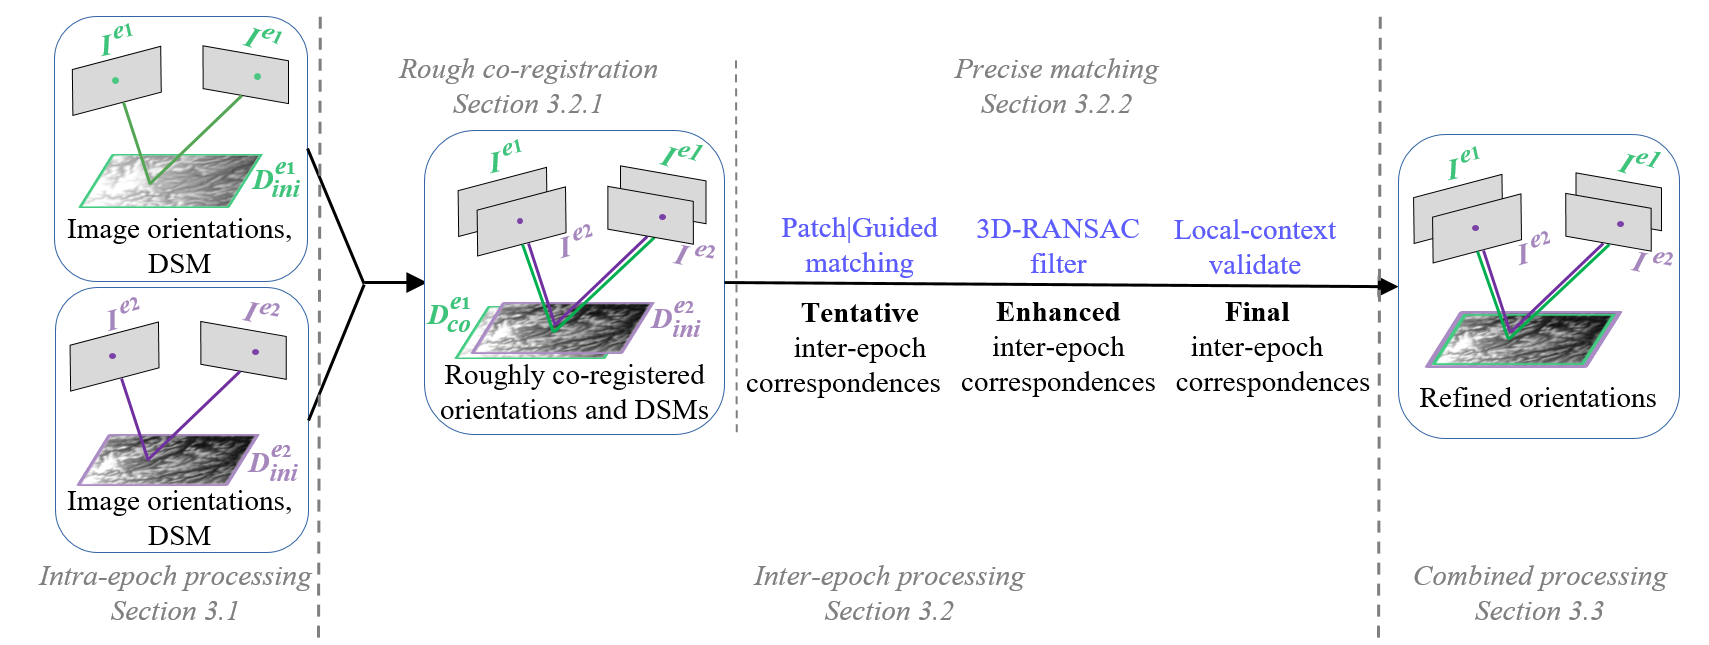 I^{e1}
I^{e1}
D_{ini}^{e1}
Image orientations,
DSM
I^{e2}
I^{e2}
D_{ini}^{e2}
Image orientations,
DSM
Intra-epoch processing
Section 3.1
Rough co-registration
Section 3.2.1
I^{e1}
I^{e1}
I^{e2}
I^{e2}
D_{co}^{e1}
D_{ini}^{e2}
Roughly co-registered
orientations and DSMs
Precise matching
Section 3.2.2
Patch|Guided
matching
Tentative
inter-epoch
correspondences
3D-RANSAC
filter
Enhanced
inter-epoch
correspondences
Local-context
validate
Final
inter-epoch
correspondences
Inter-epoch processing
Section 3.2
I^{e1}
I^{e1}
I^{e2}
I^{e2}
Refined orientations
Combined processing
Section 3.3